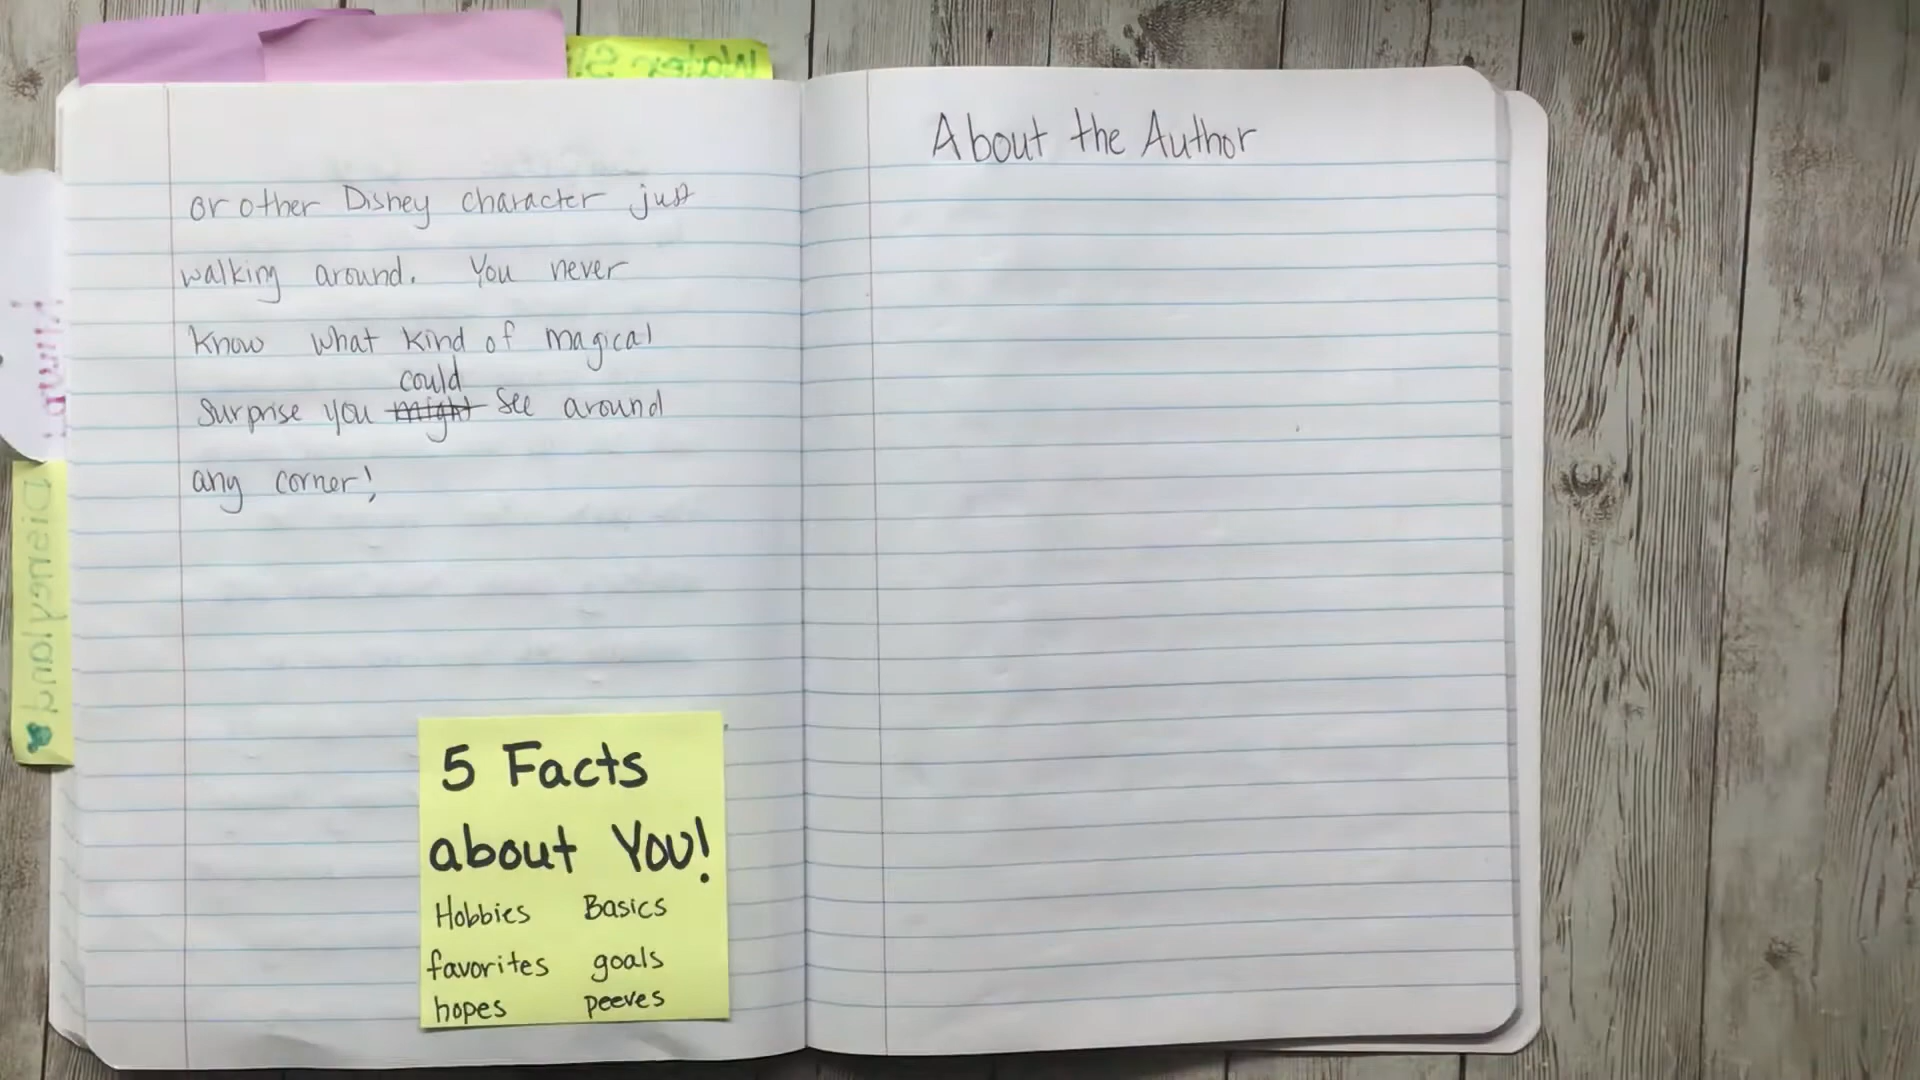 or other Disney character just
walking around. You never
know what kind of magical
could
surprise you might see around
any corner!
5 Facts
about You!
Hobbies Basics
favorites goals
hopes peeves
About the Author
Disneyland